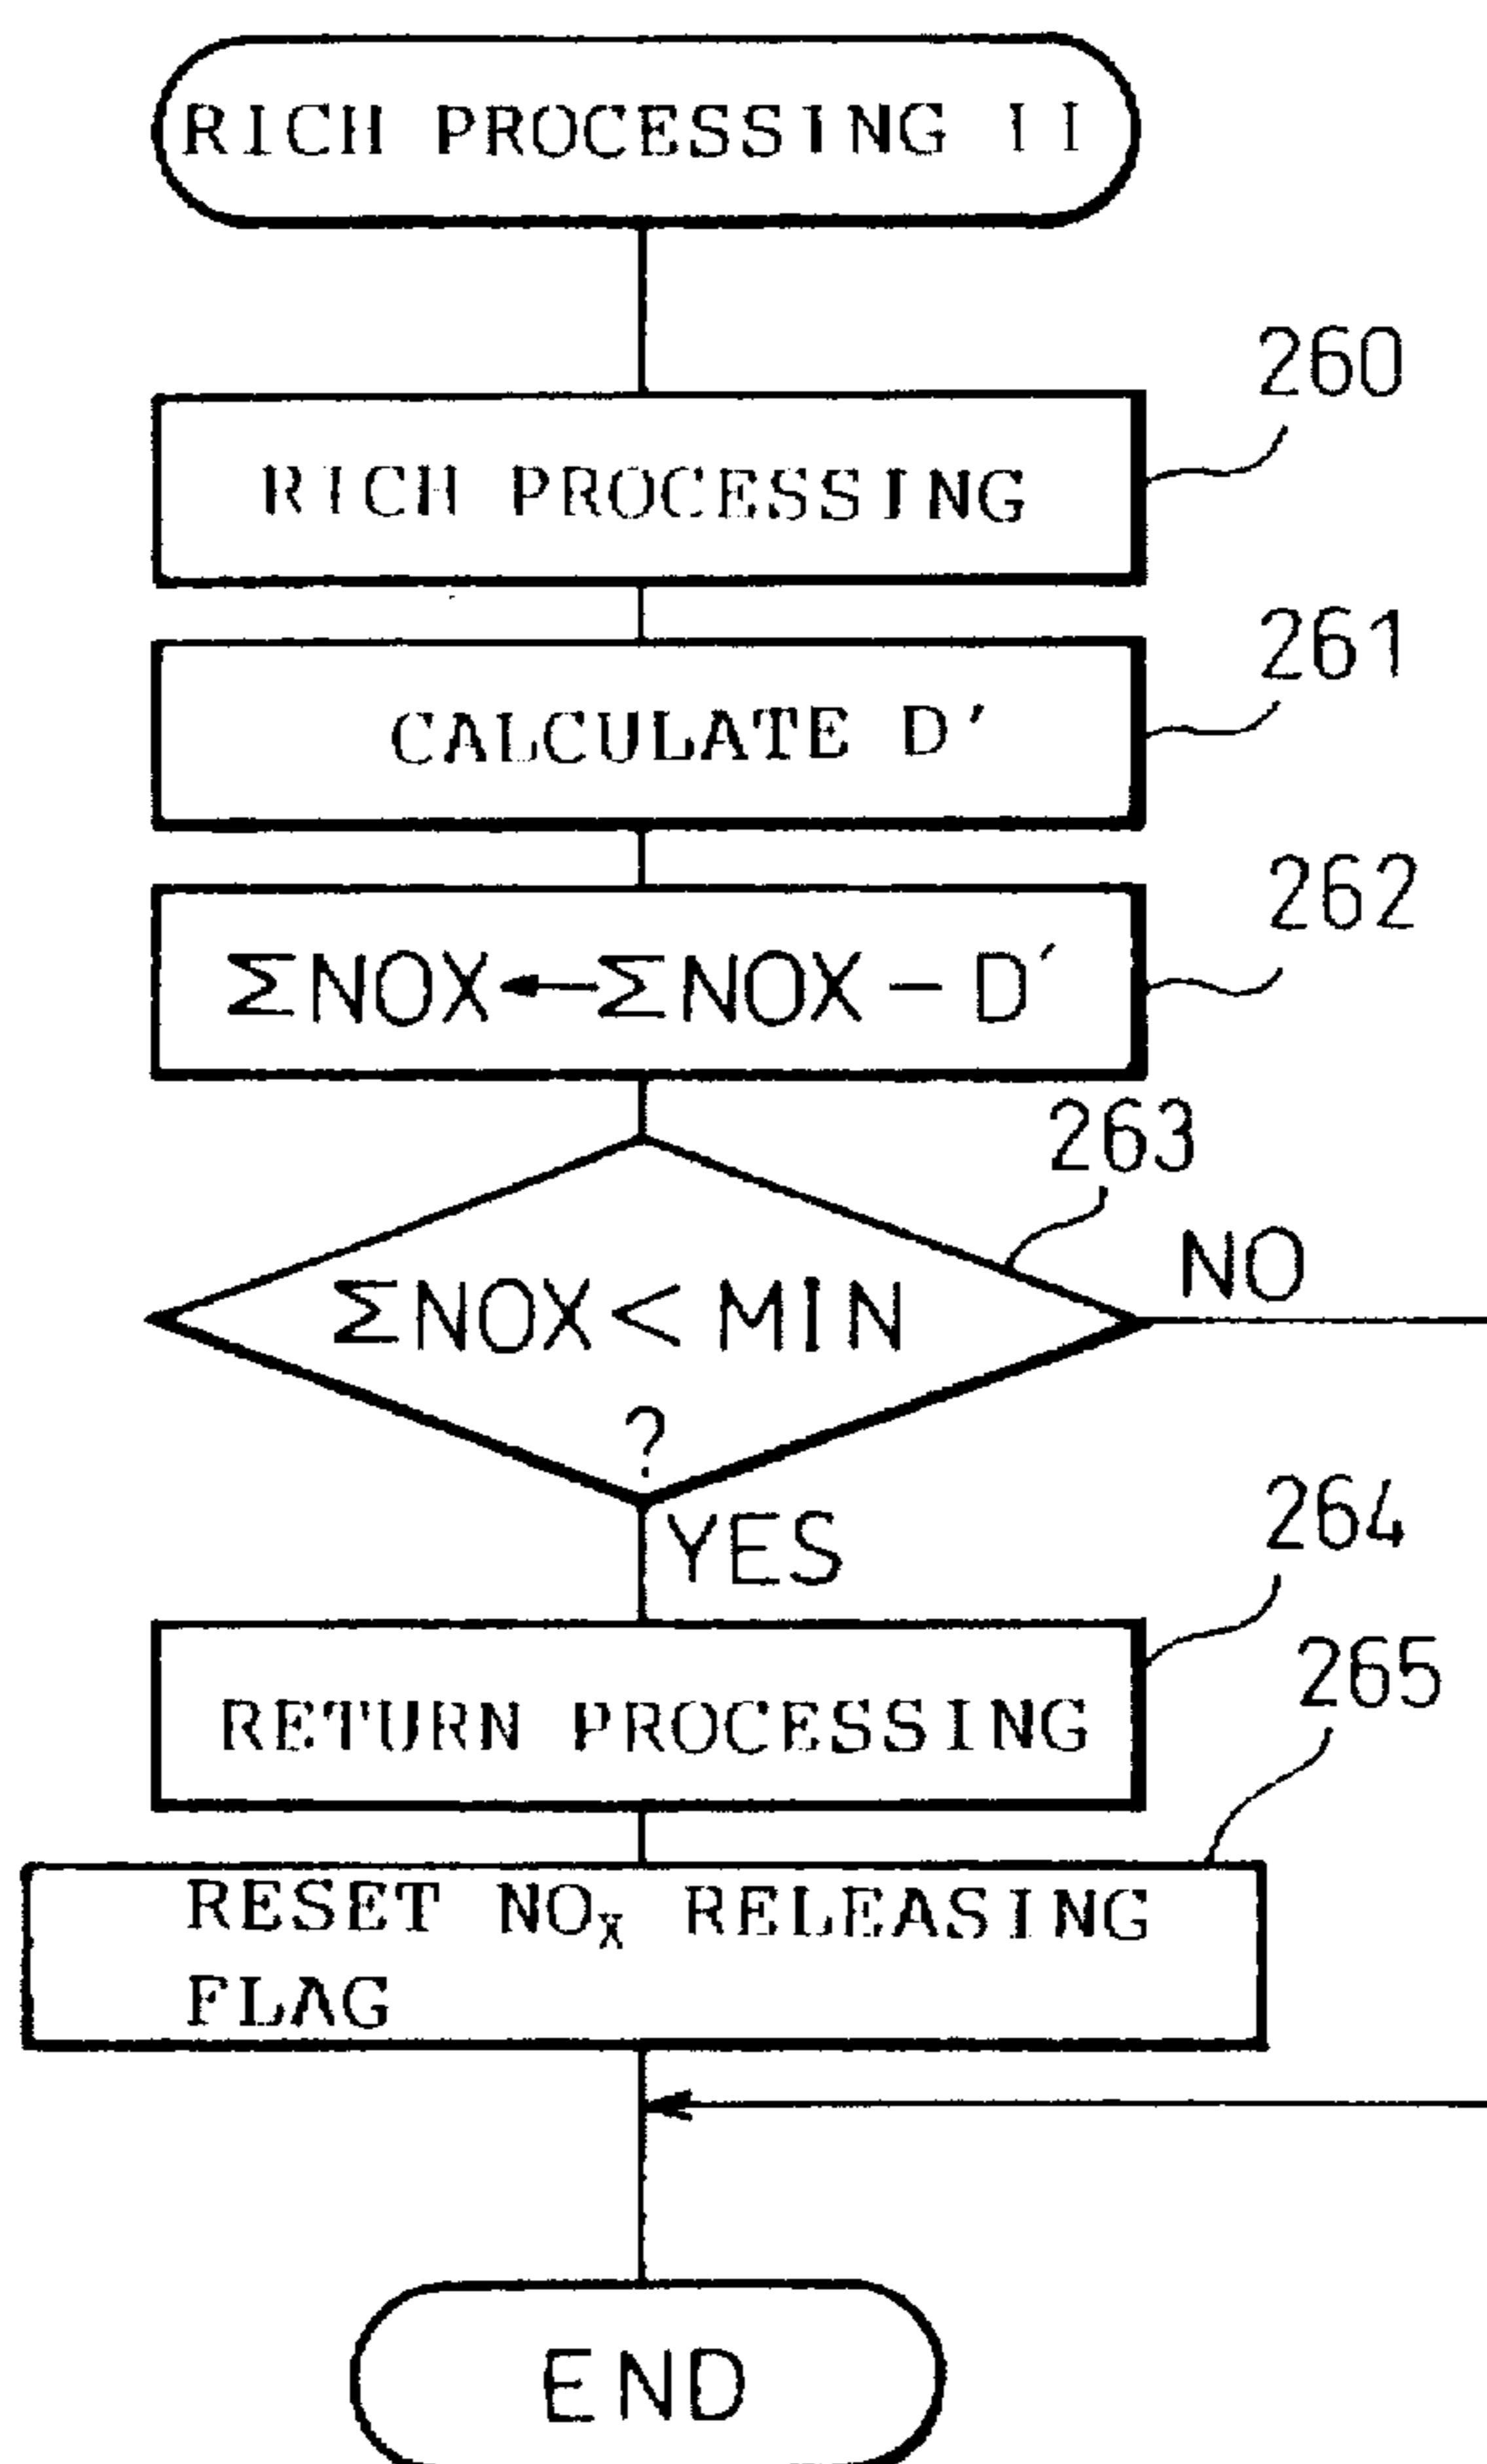 RICH PROCESSING II
260
RICH PROCESSING
261
CALCULATE D'
262
ΣNOX←ΣNOX - D'
263
NO
ΣNOX < MIN
?
YES
264
RETURN PROCESSING
265
RESET NOX RELEASING
FLAG
END